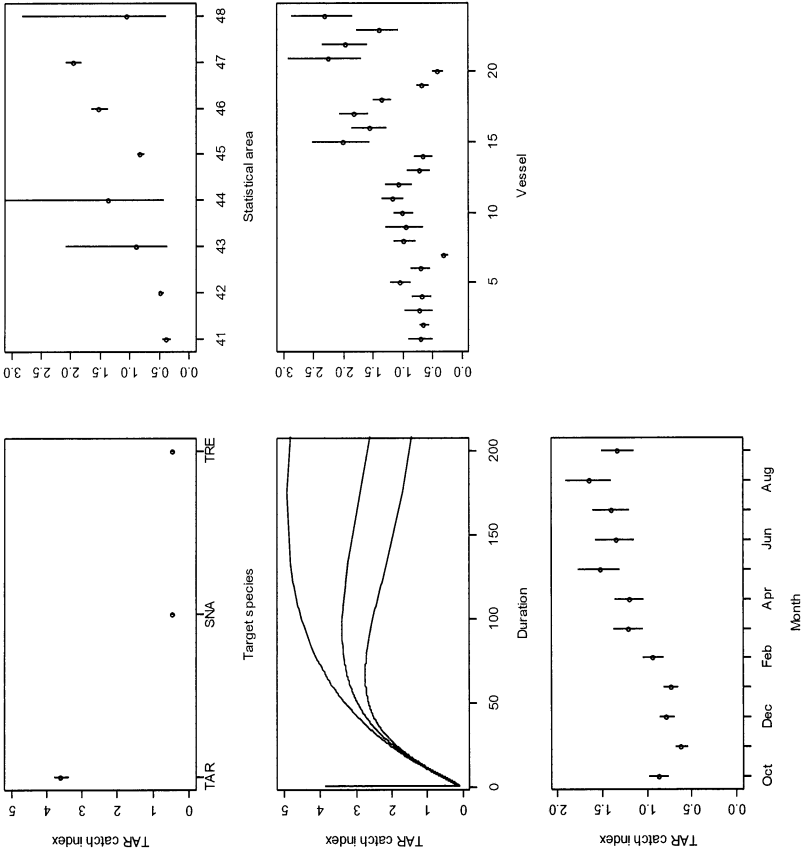 TAR catch index
5
4
3
2
1
0
TAR
SNA
TRE
Target species
3.0
2.5
2.0
1.5
1.0
0.5
0.0
41
42
43
44
45
46
47
48
Statistical area
TAR catch index
5
4
3
2
1
0
0
50
100
150
200
Duration
3.0
2.5
2.0
1.5
1.0
0.5
0.0
5
10
15
20
Vessel
TAR catch index
2.0
1.5
1.0
0.5
0.0
Oct
Dec
Feb
Apr
Jun
Aug
Month